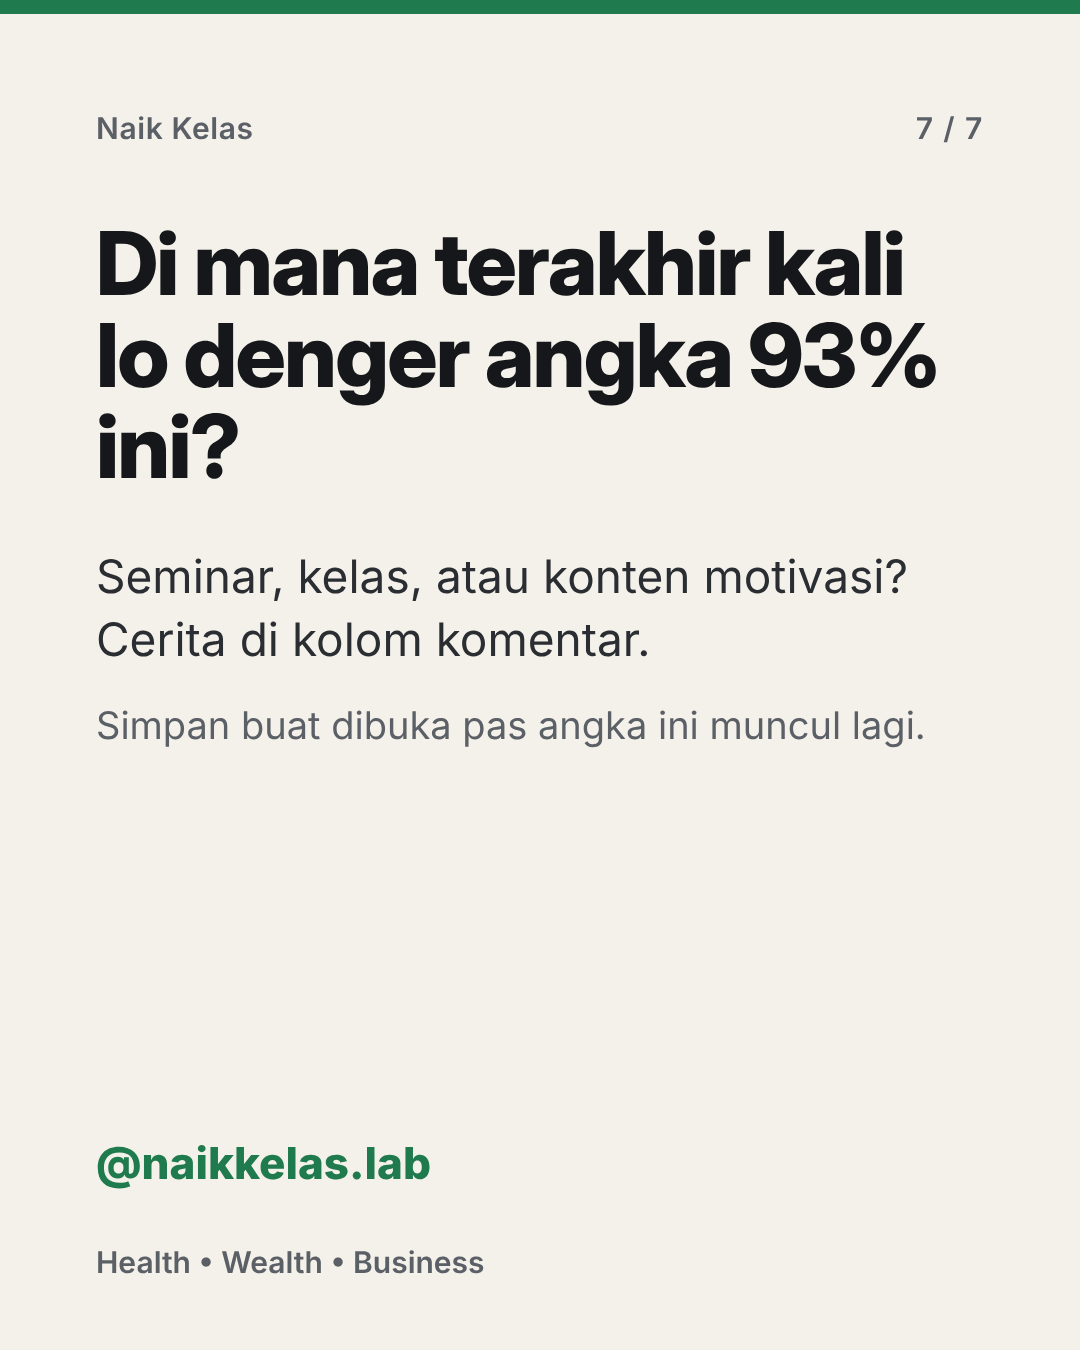 Naik Kelas
7 / 7
Di mana terakhir kali
lo denger angka 93%
ini?
Seminar, kelas, atau konten motivasi?
Cerita di kolom komentar.
Simpan buat dibuka pas angka ini muncul lagi.
@naikkelas.lab
Health • Wealth • Business